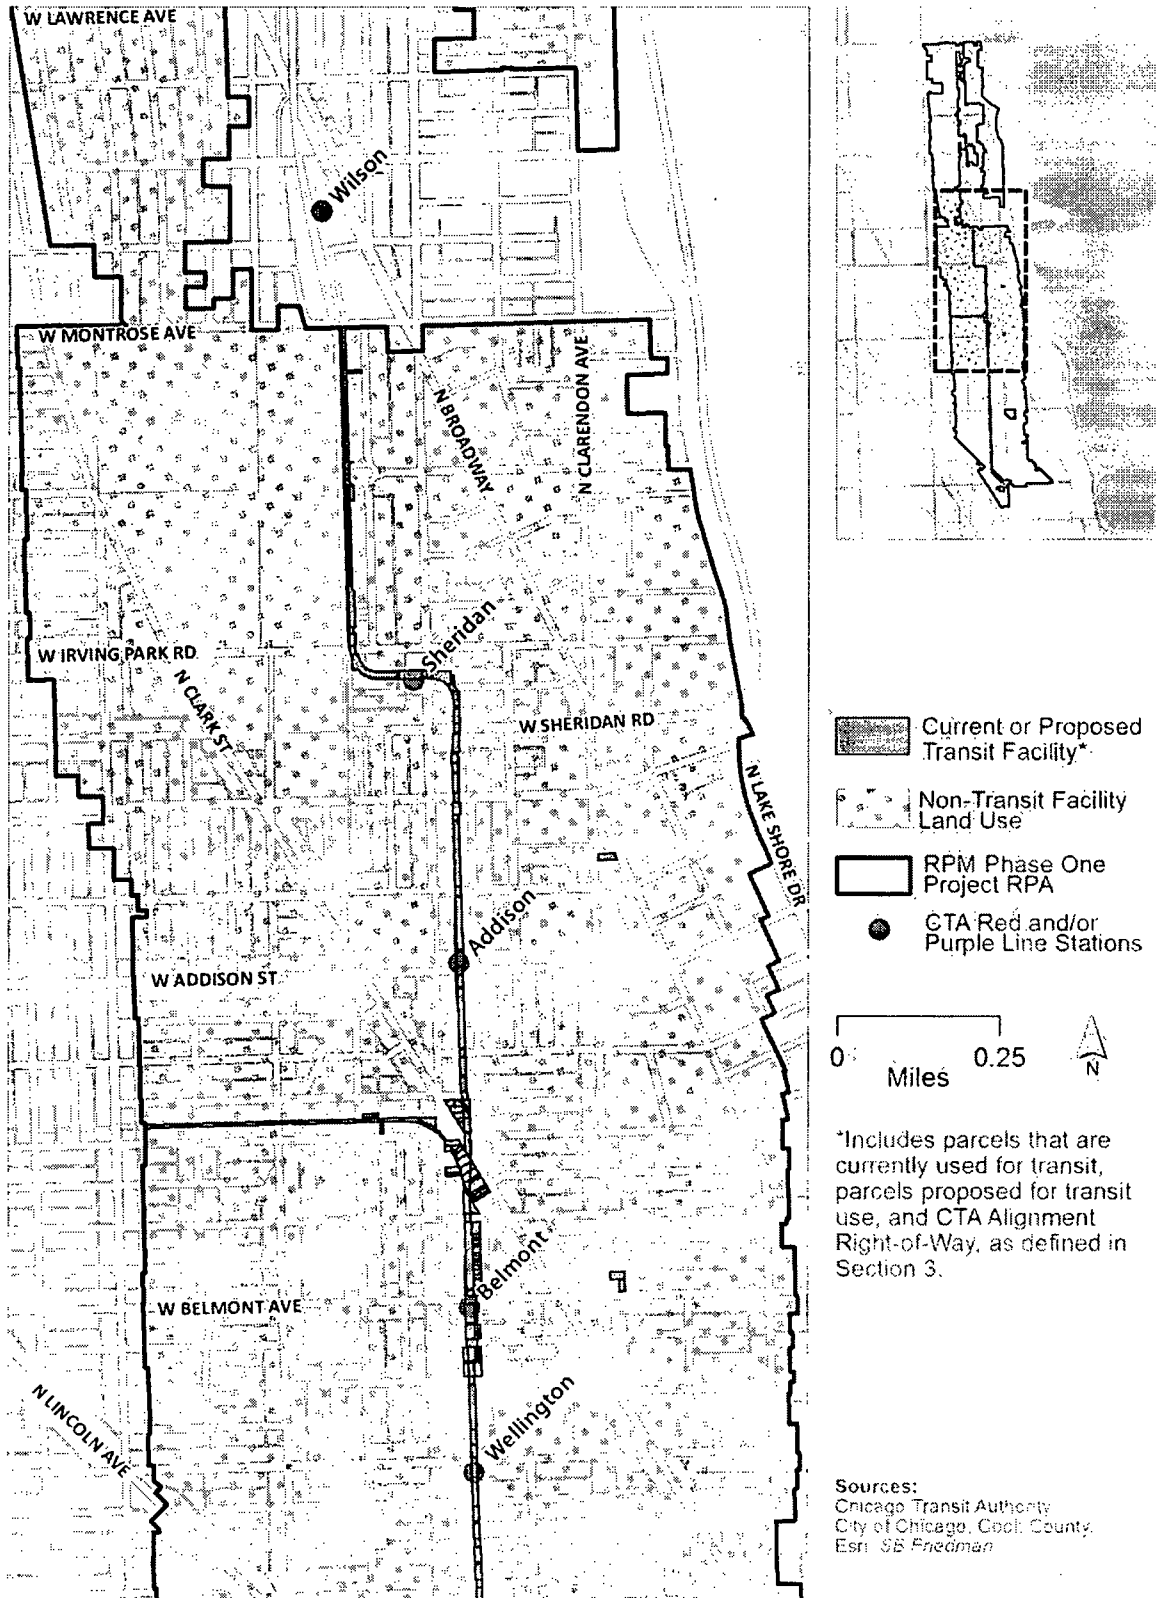 W LAWRENCE AVE
Wilson
W MONTROSE AVE
N BROADWAY
N CLARENDON AVE
Sheridan
W IRVING PARK RD
N CLARK ST
W SHERIDAN RD
N LAKE SHORE DR
Addison
W ADDISON ST
Belmont
W BELMONT AVE
Wellington
N LINCOLN AVE
Current or Proposed
Transit Facility*
Non-Transit Facility
Land Use
RPM Phase One
Project RPA
CTA Red and/or
Purple Line Stations
0 0.25
Miles
N
*Includes parcels that are
currently used for transit,
parcels proposed for transit
use, and CTA Alignment
Right-of-Way, as defined in
Section 3.
Sources:
Chicago Transit Authority
City of Chicago, Cook County,
Esri, SB Friedman